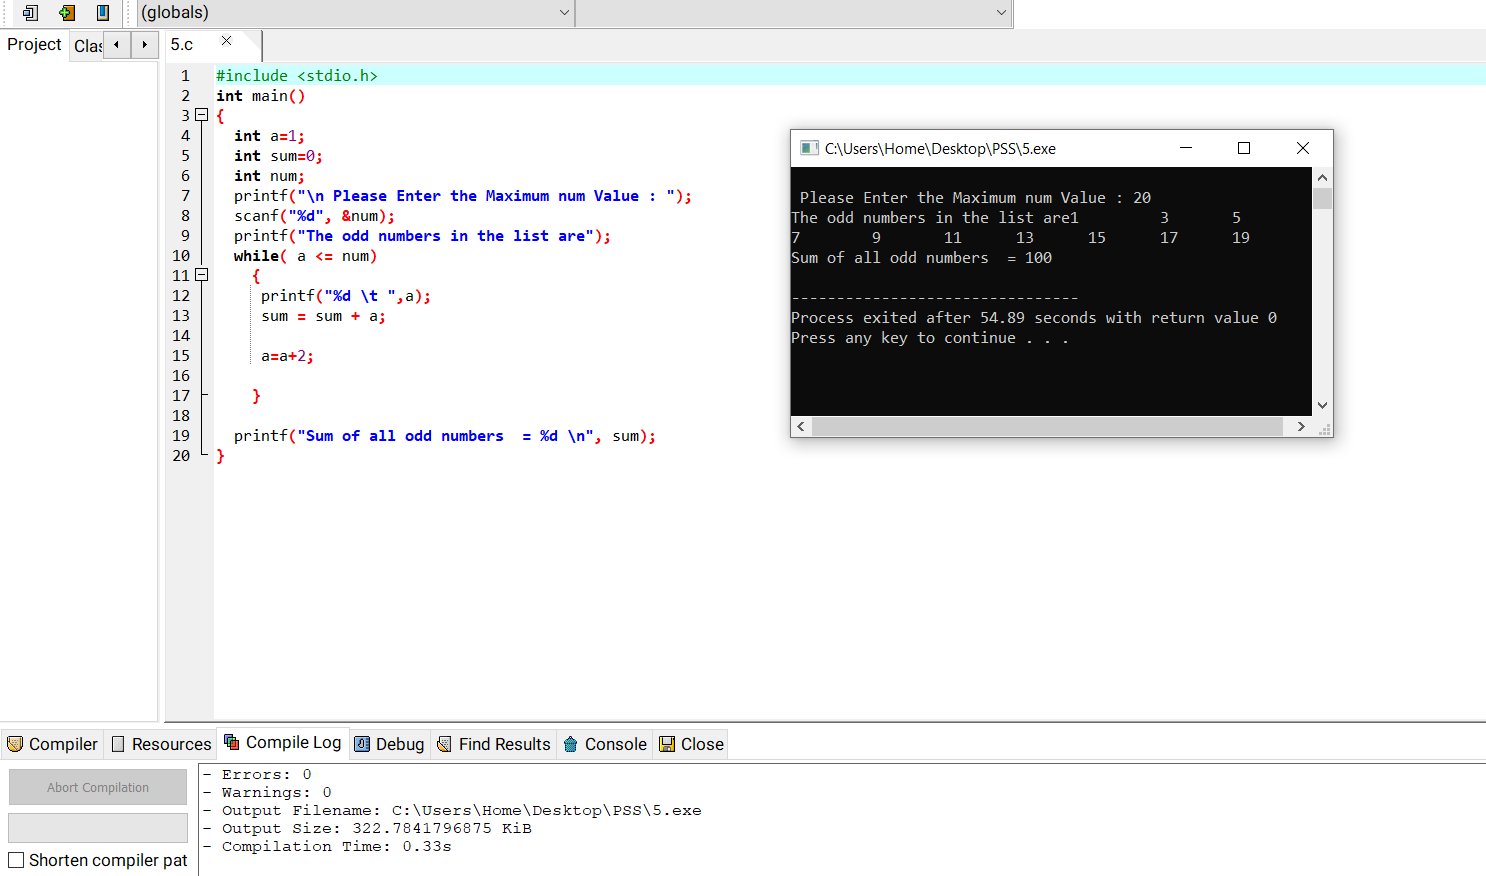 (globals)
Project Clas 5.c
1 #include <stdio.h>
2 int main()
3 {
4 int a=1;
5 int sum=0;
6 int num;
7 printf("\n Please Enter the Maximum num Value : ");
8 scanf("%d", &num);
9 printf("The odd numbers in the list are");
10 while( a <= num)
11 {
12 printf("%d \t ",a);
13 sum = sum + a;
14
15 a=a+2;
16
17 }
18
19 printf("Sum of all odd numbers  = %d \n", sum);
20 }
C:\Users\Home\Desktop\PSS\5.exe
Please Enter the Maximum num Value : 20
The odd numbers in the list are1 3 5
7 9 11 13 15 17 19
Sum of all odd numbers  = 100
--------------------------------
Process exited after 54.89 seconds with return value 0
Press any key to continue . . .
Compiler Resources Compile Log Debug Find Results Console Close
Abort Compilation
Shorten compiler pat
- Errors: 0
- Warnings: 0
- Output Filename: C:\Users\Home\Desktop\PSS\5.exe
- Output Size: 322.7841796875 KiB
- Compilation Time: 0.33s